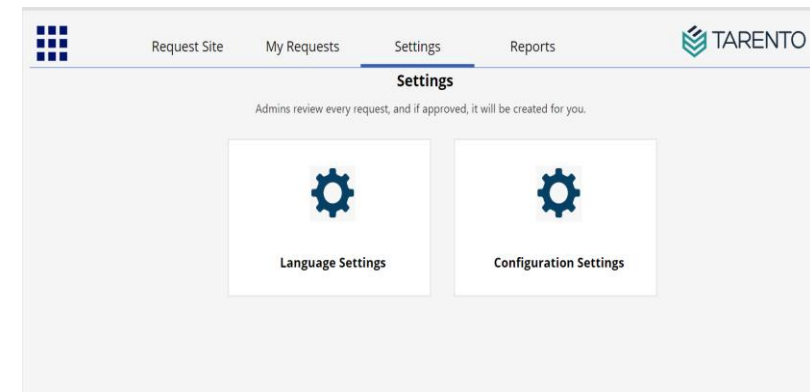 Request Site My Requests Settings Reports TARENTO
Settings
Admins review every request, and if approved, it will be created for you.
Language Settings Configuration Settings